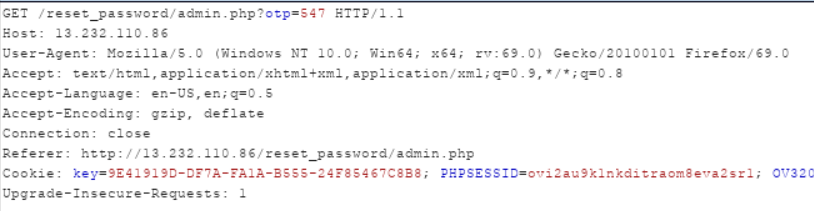 GET /reset_password/admin.php?otp=547 HTTP/1.1
Host: 13.232.110.86
User-Agent: Mozilla/5.0 (Windows NT 10.0; Win64; x64; rv:69.0) Gecko/20100101 Firefox/69.0
Accept: text/html,application/xhtml+xml,application/xml;q=0.9,*/*;q=0.8
Accept-Language: en-US,en;q=0.5
Accept-Encoding: gzip, deflate
Connection: close
Referer: http://13.232.110.86/reset_password/admin.php
Cookie: key=9E41919D-DF7A-FA1A-B555-24F85467C8B8; PHPSESSID=ovi2au9k1nkditraom8eva2sr1; OV320
Upgrade-Insecure-Requests: 1